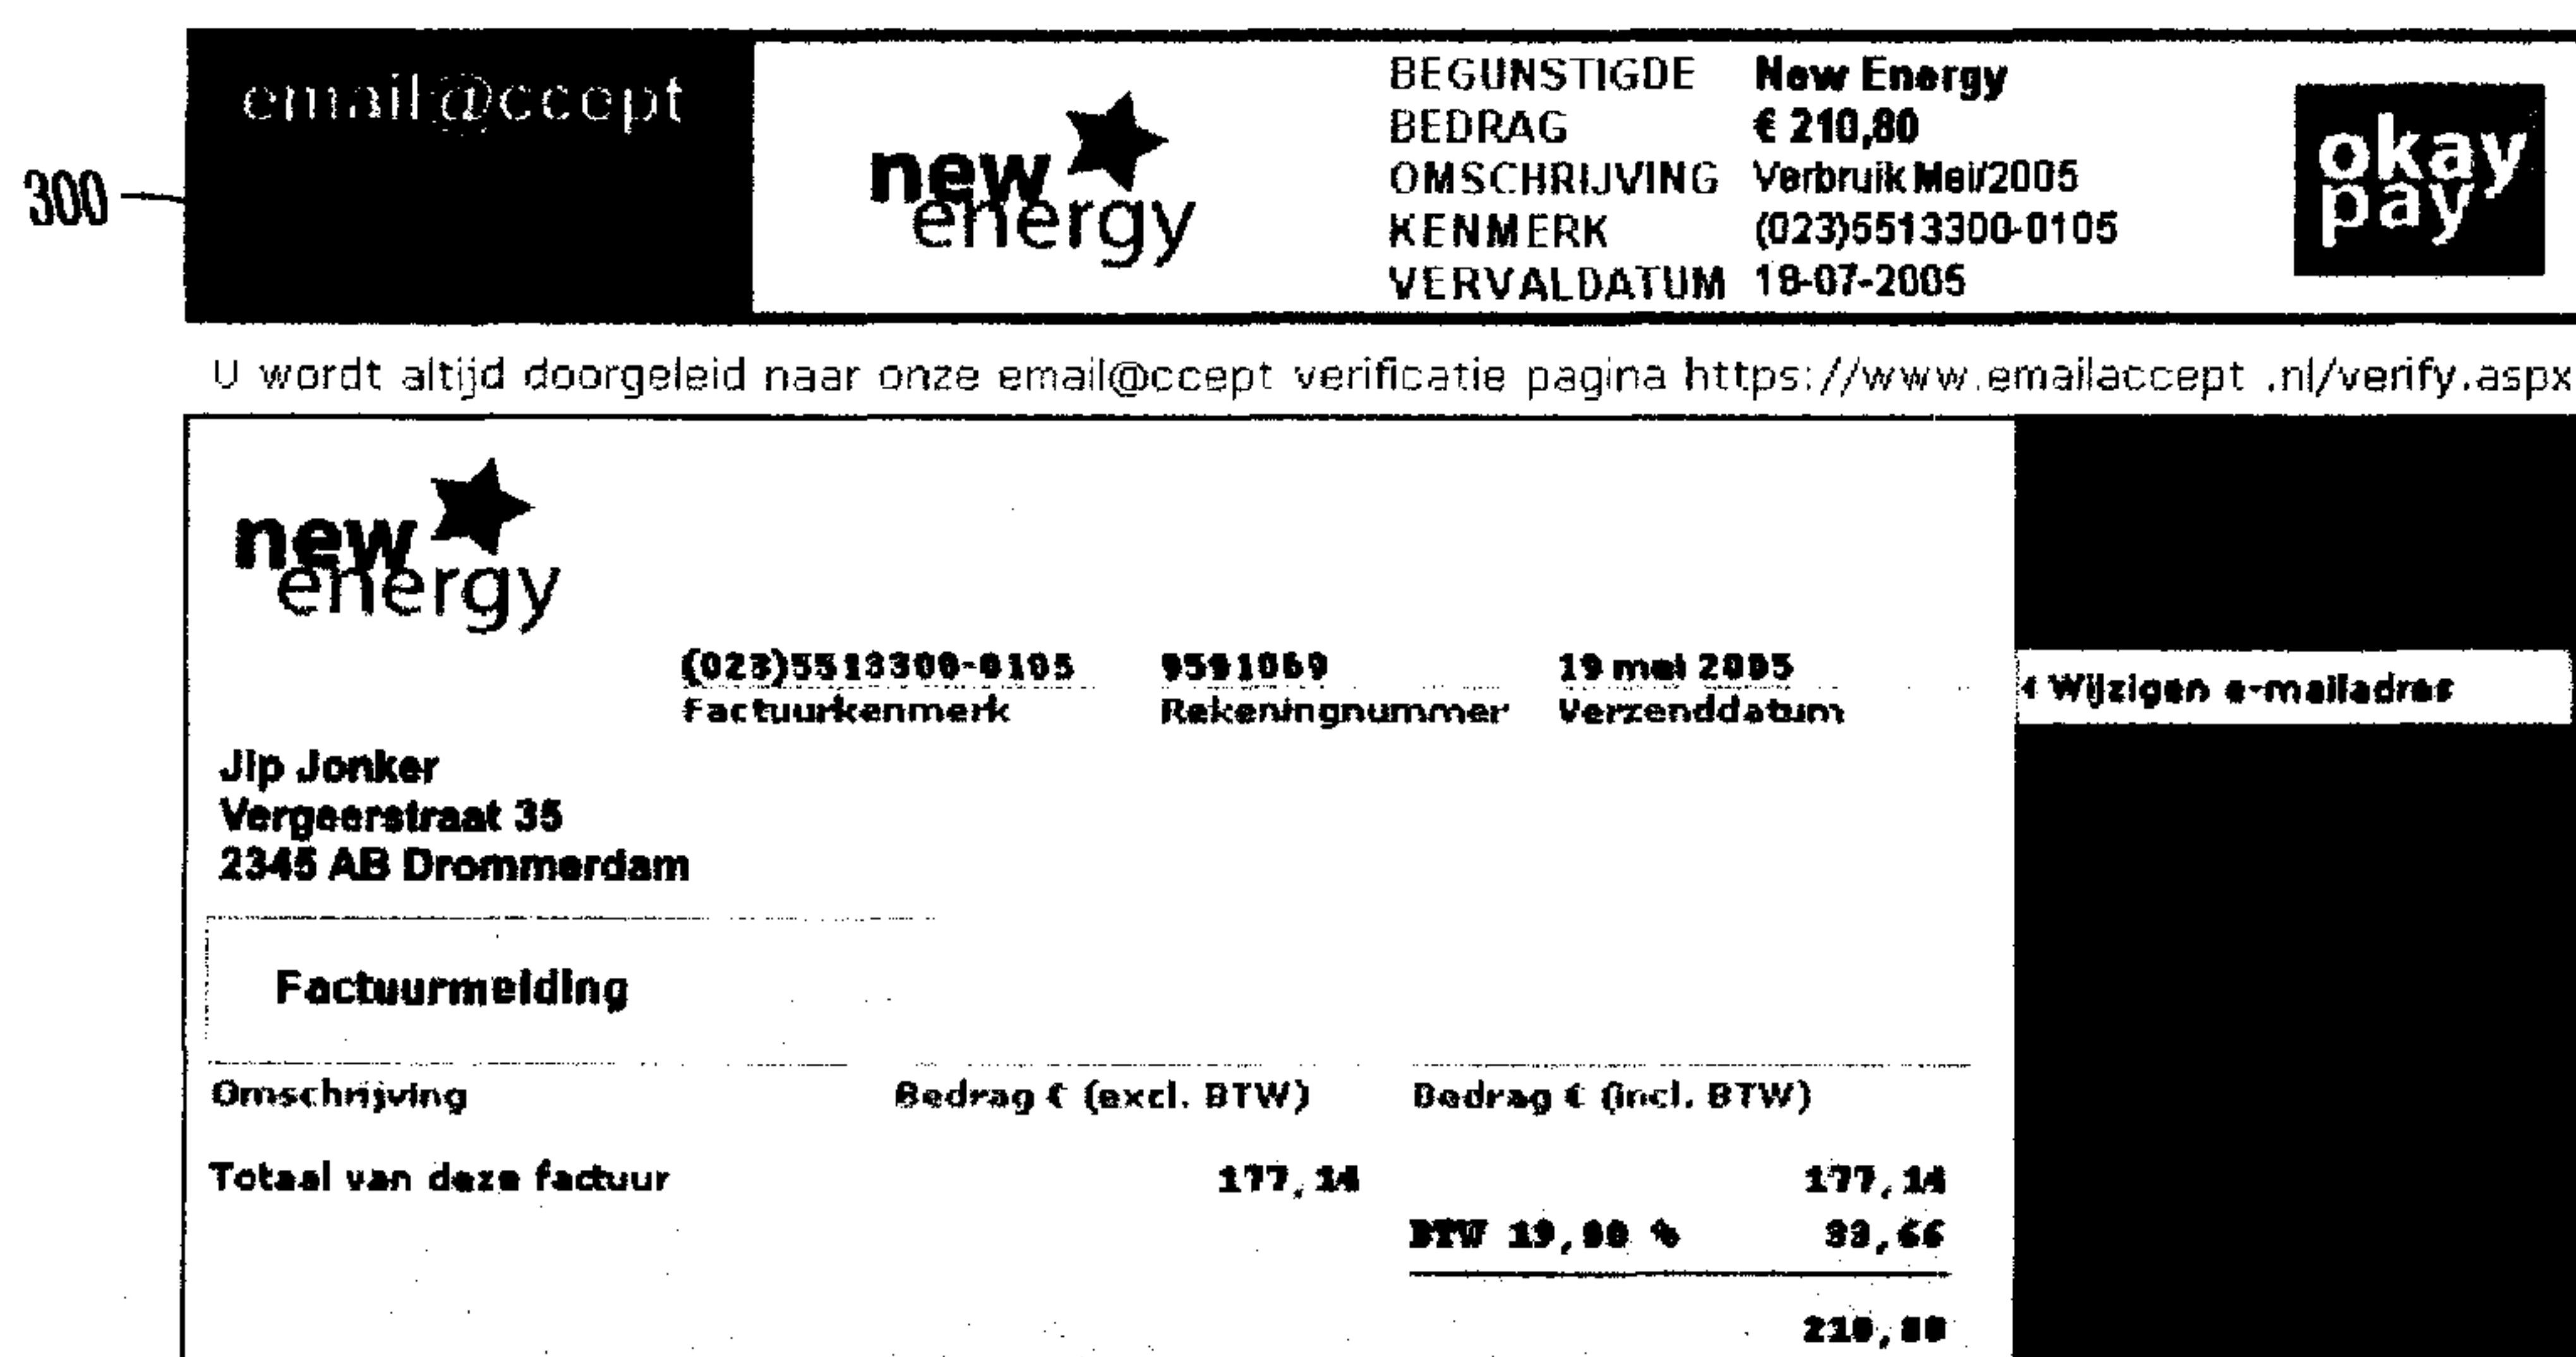 email@ccept
new energy
BEGUNSTIGDE New Energy
BEDRAG € 210,80
OMSCHRIJVING Verbruik Mei/2005
KENMERK (023)5513300-0105
VERVALDATUM 18-07-2005
okay pay
300
U wordt altijd doorgeleid naar onze email@ccept verificatie pagina https://www.emailaccept .nl/verify.aspx
new energy
(023)5513300-0105 9591069 19 mei 2005
Factuurkenmerk Rekeningnummer Verzenddatum
Wijzigen e-mailadres
Jip Jonker
Vergeerstraat 35
2345 AB Drommerdam
Factuurmelding
Omschrijving Bedrag € (excl. BTW) Bedrag € (incl. BTW)
Totaal van deze factuur 177,14 177,14
BTW 19,00 % 33,66
210,80